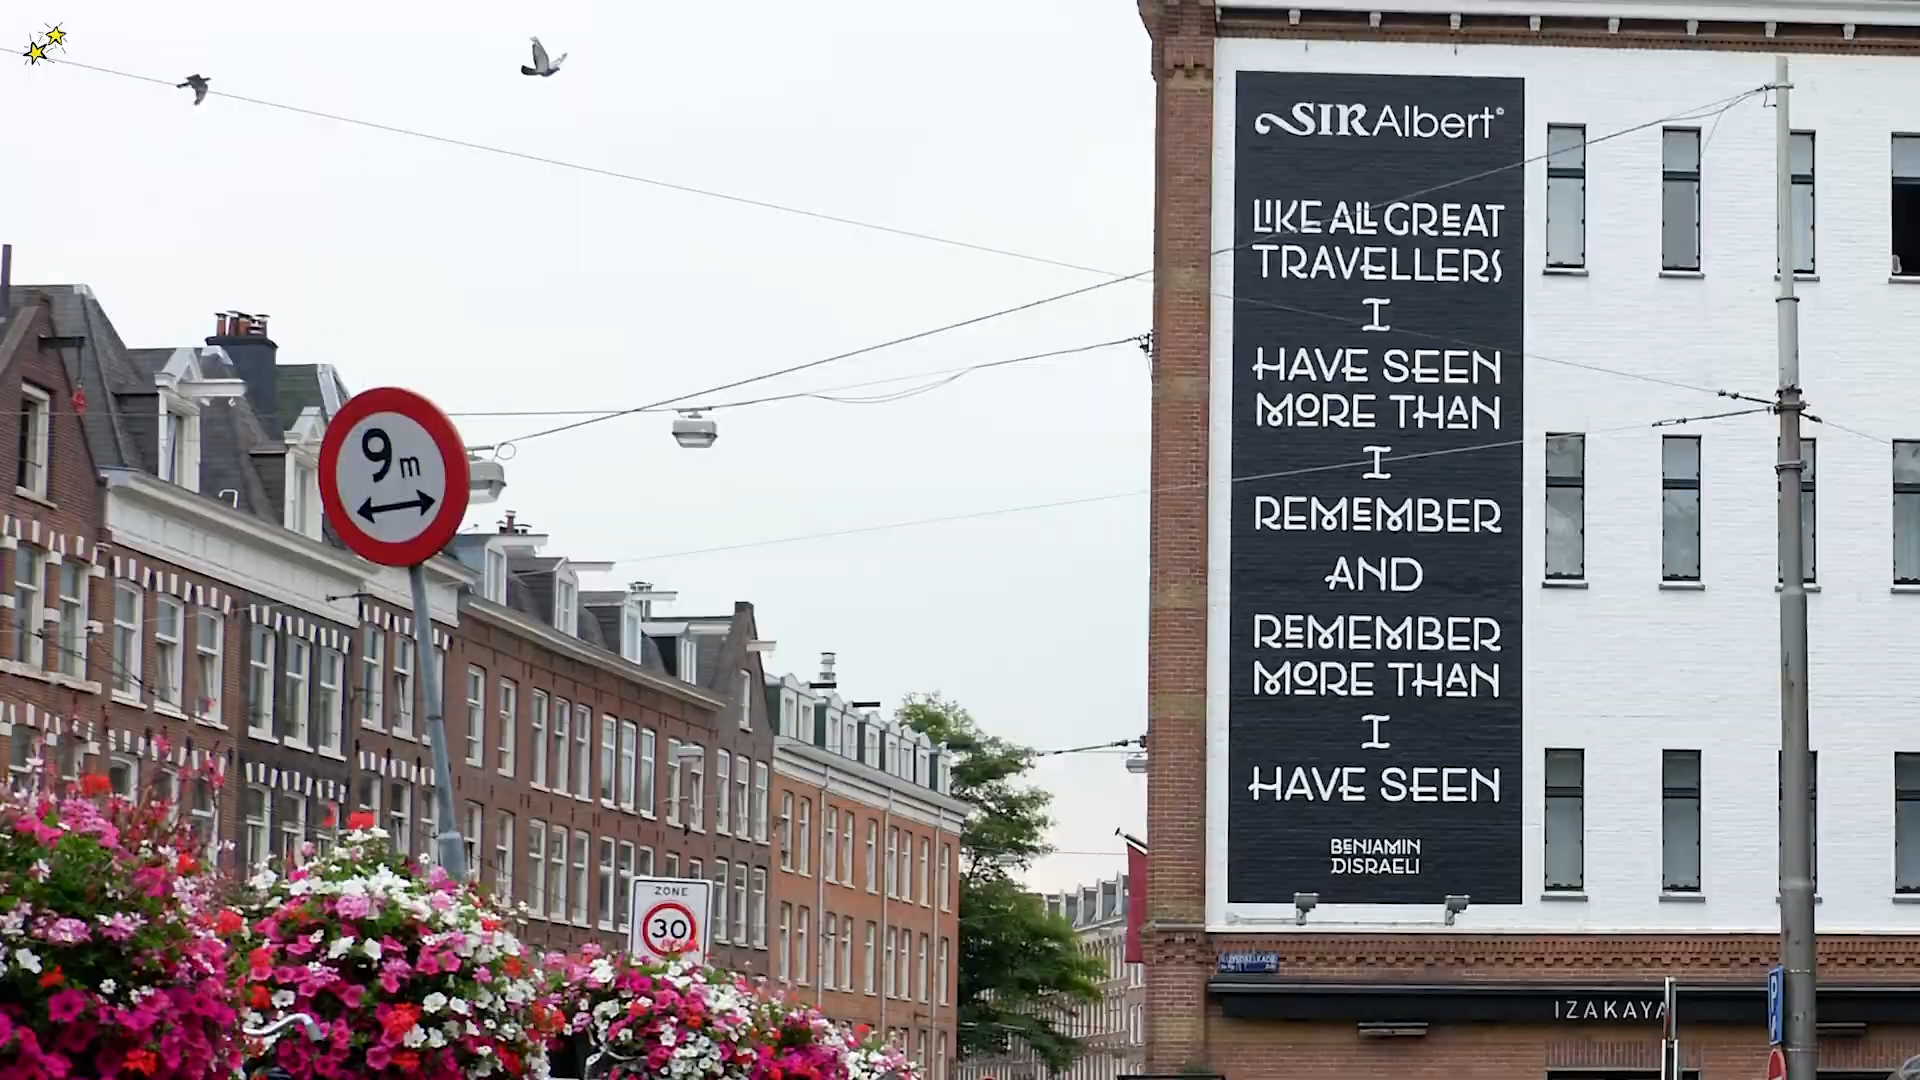 SIR Albert
LIKE ALL GREAT
TRAVELLERS
I
HAVE SEEN
MORE THAN
I
REMEMBER
AND
REMEMBER
MORE THAN
I
HAVE SEEN
BENJAMIN
DISRAELI
9m
ZONE
30
RUYSDAELKADE
IZAKAYA
P